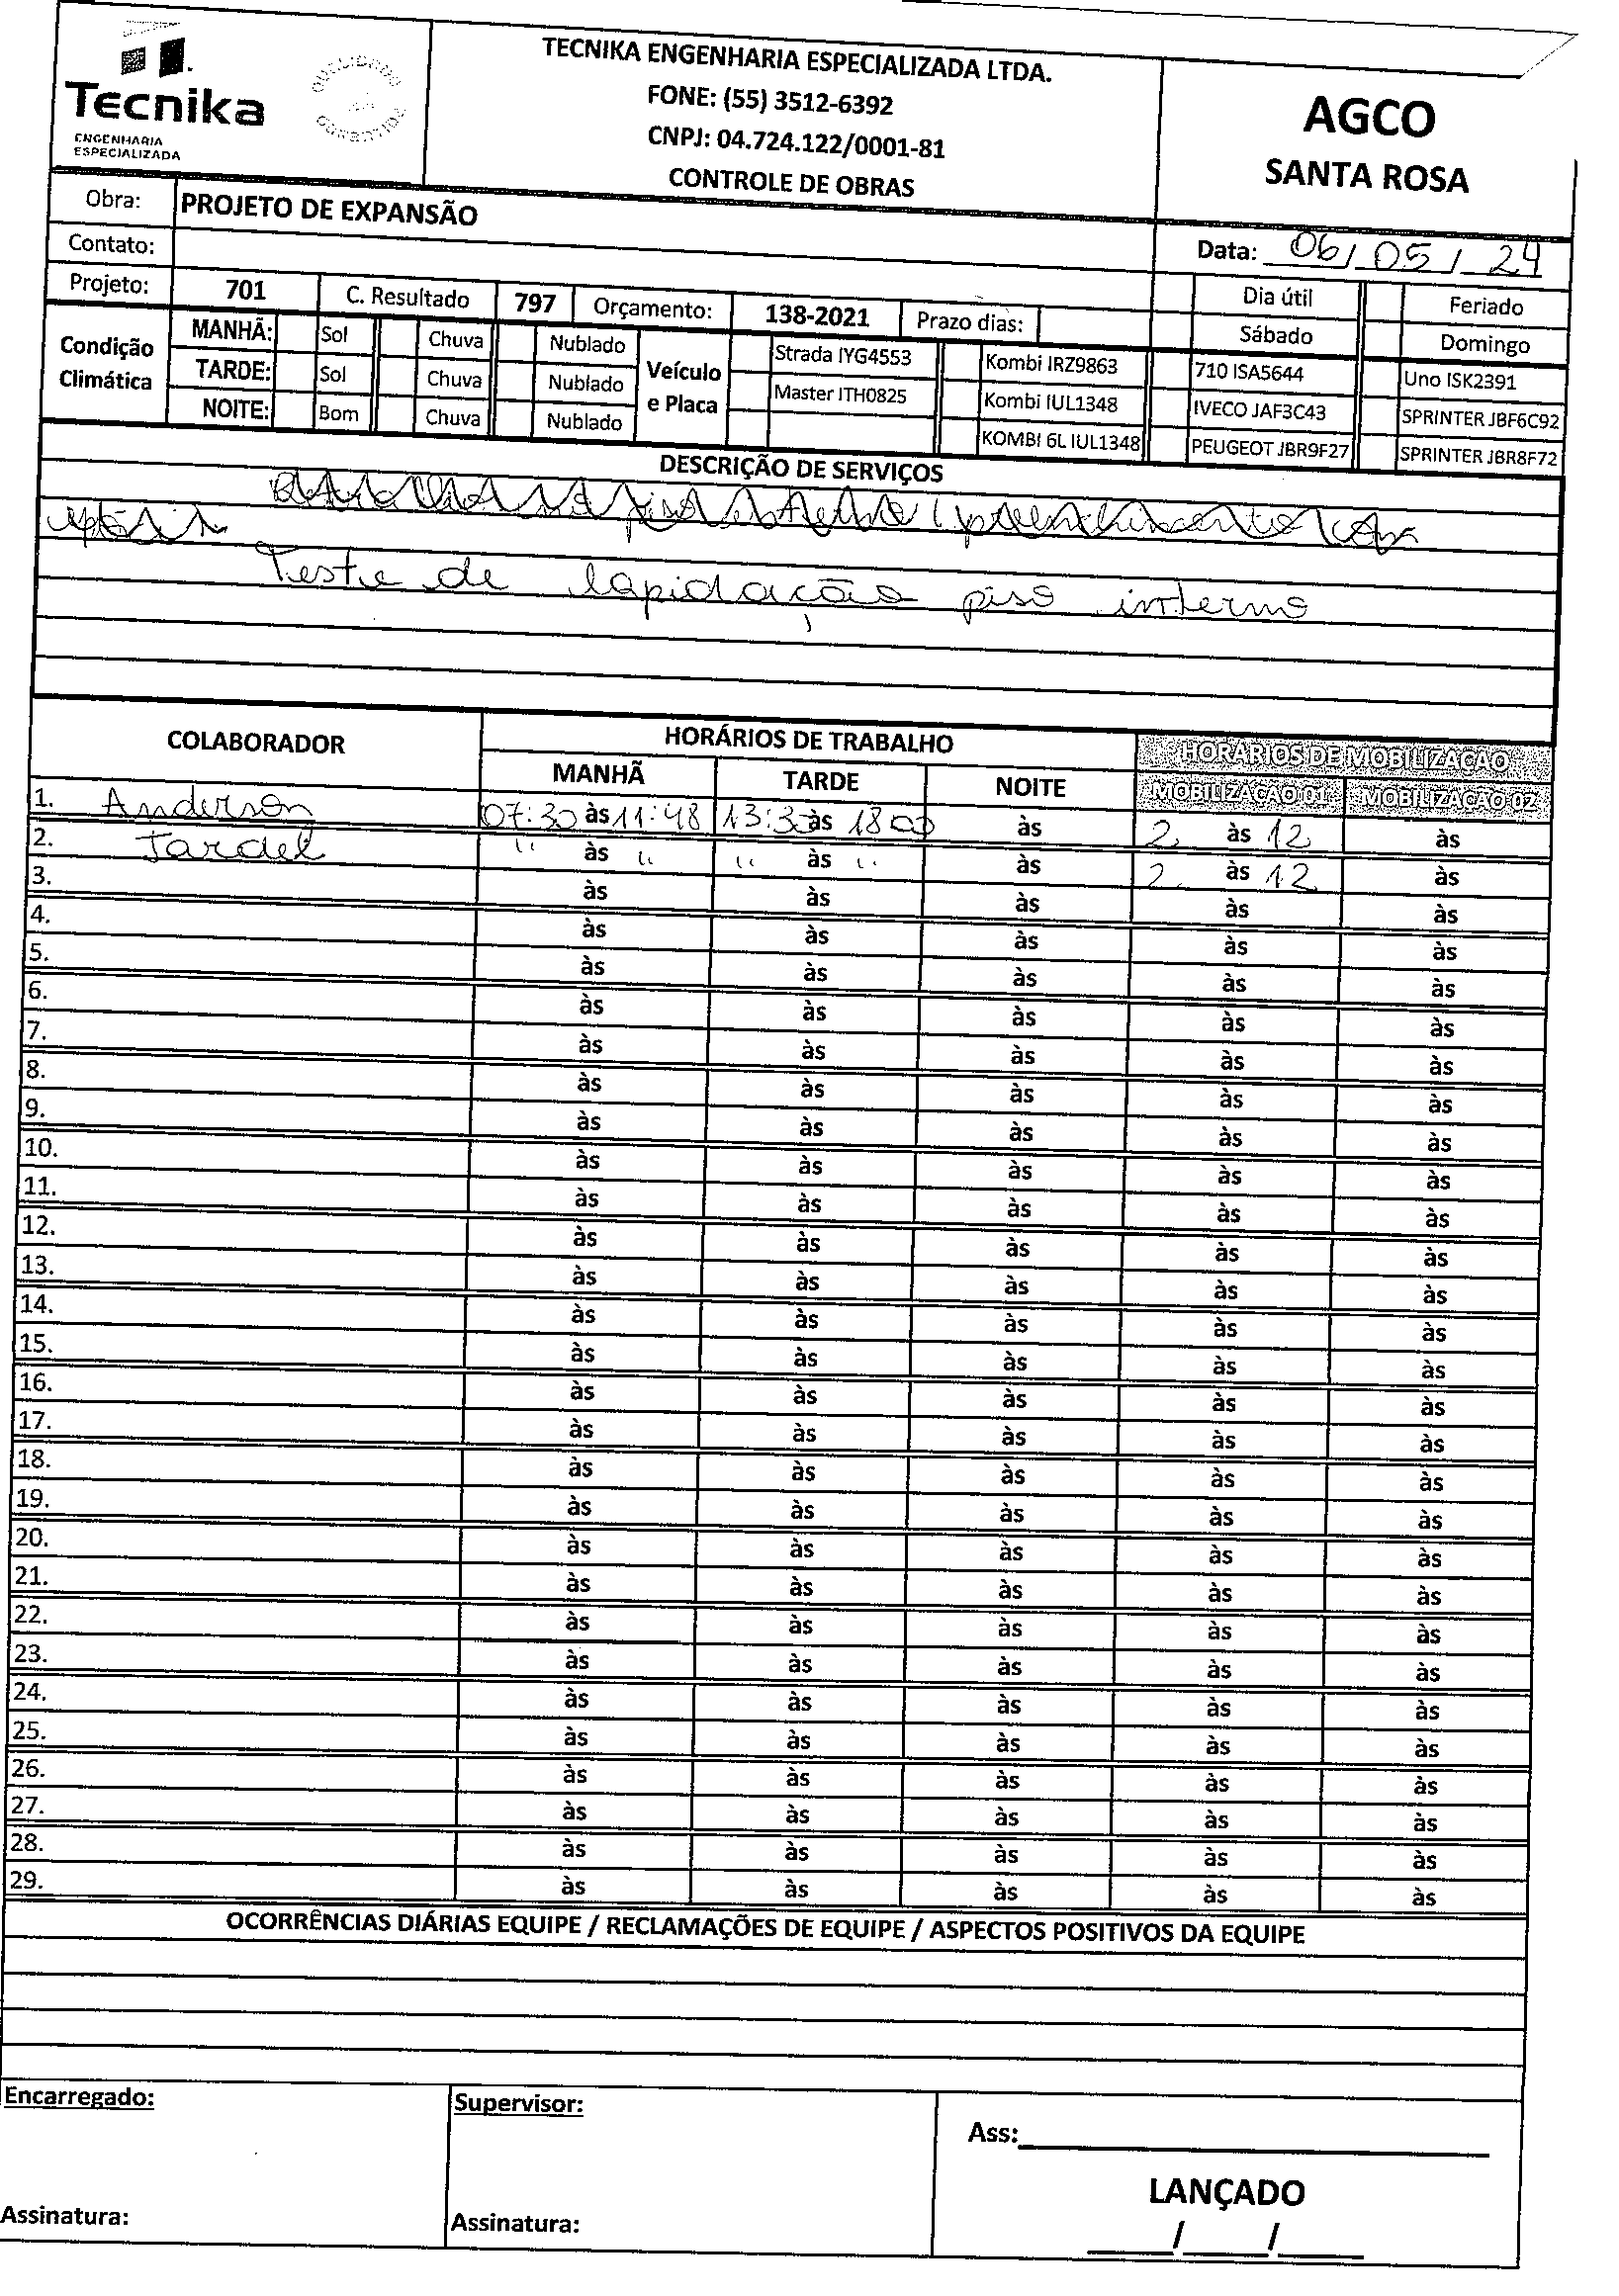 Tecnika
ENGENHARIA
ESPECIALIZADA
QUALIDADE
GARANTIDA
TECNIKA ENGENHARIA ESPECIALIZADA LTDA.
FONE: (55) 3512-6392
CNPJ: 04.724.122/0001-81
CONTROLE DE OBRAS
AGCO
SANTA ROSA
Obra: PROJETO DE EXPANSÃO
Contato:
Data: 06/05/24
Projeto: 701 C. Resultado 797 Orçamento: 138-2021 Prazo dias: Dia útil Feriado
Sábado Domingo
Condição Climática
MANHÃ: Sol Chuva Nublado
TARDE: Sol Chuva Nublado
NOITE: Bom Chuva Nublado
Veículo e Placa
Strada IYG4553 Kombi IRZ9863 710 ISA5644 Uno ISK2391
Master ITH0825 Kombi IUL1348 IVECO JAF3C43 SPRINTER JBF6C92
KOMBI 6L IUL1348 PEUGEOT JBR9F27 SPRINTER JBR8F72
DESCRIÇÃO DE SERVIÇOS
piso externo (preenchimento com
epóxi)
Teste de lapidação piso interno
COLABORADOR HORÁRIOS DE TRABALHO HORÁRIOS DE MOBILIZAÇÃO
MANHÃ TARDE NOITE MOBILIZAÇÃO 01 MOBILIZAÇÃO 02
1. Anderson 07:30 às 11:48 13:30 às 18:00 às 2 às 12 às
2. Jardel " às " " às " às 2 às 12 às
3. às às às às às
4. às às às às às
5. às às às às às
6. às às às às às
7. às às às às às
8. às às às às às
9. às às às às às
10. às às às às às
11. às às às às às
12. às às às às às
13. às às às às às
14. às às às às às
15. às às às às às
16. às às às às às
17. às às às às às
18. às às às às às
19. às às às às às
20. às às às às às
21. às às às às às
22. às às às às às
23. às às às às às
24. às às às às às
25. às às às às às
26. às às às às às
27. às às às às às
28. às às às às às
29. às às às às às
OCORRÊNCIAS DIÁRIAS EQUIPE / RECLAMAÇÕES DE EQUIPE / ASPECTOS POSITIVOS DA EQUIPE
Encarregado:
Supervisor:
Ass:
LANÇADO
Assinatura:
Assinatura:
___/___/___